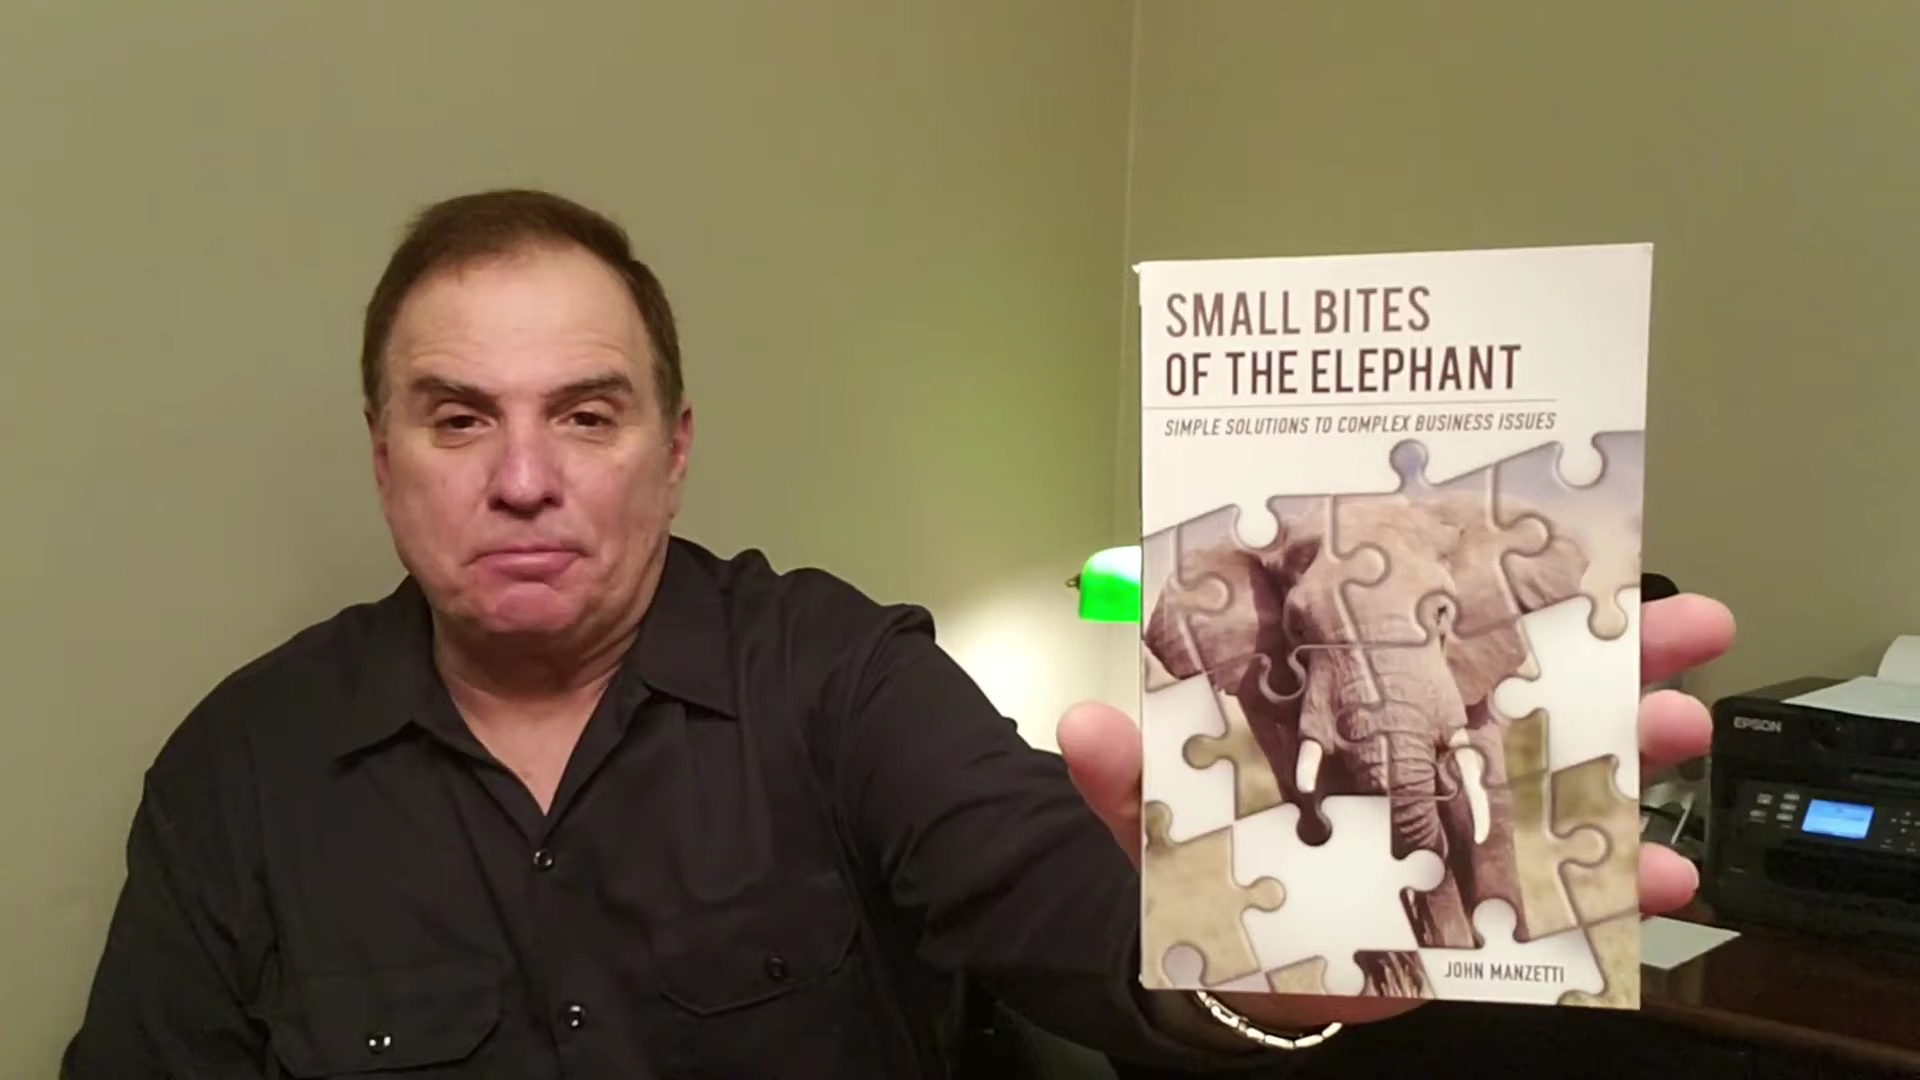 SMALL BITES
OF THE ELEPHANT
SIMPLE SOLUTIONS TO COMPLEX BUSINESS ISSUES
JOHN MANZETTI
EPSON